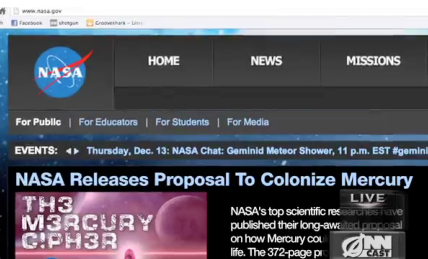 www.nasa.gov
Facebook shotgun Grooveshark - Listen
NASA
HOME NEWS MISSIONS
For Public | For Educators | For Students | For Media
EVENTS: Thursday, Dec. 13: NASA Chat: Geminid Meteor Shower, 11 p.m. EST #gemini
NASA Releases Proposal To Colonize Mercury
TH3
M3RCURY
C!PH3R
NASA's top scientific researches have
published their long-awaited proposal
on how Mercury cou
life. The 372-page pr
LIVE
ONN
CAST